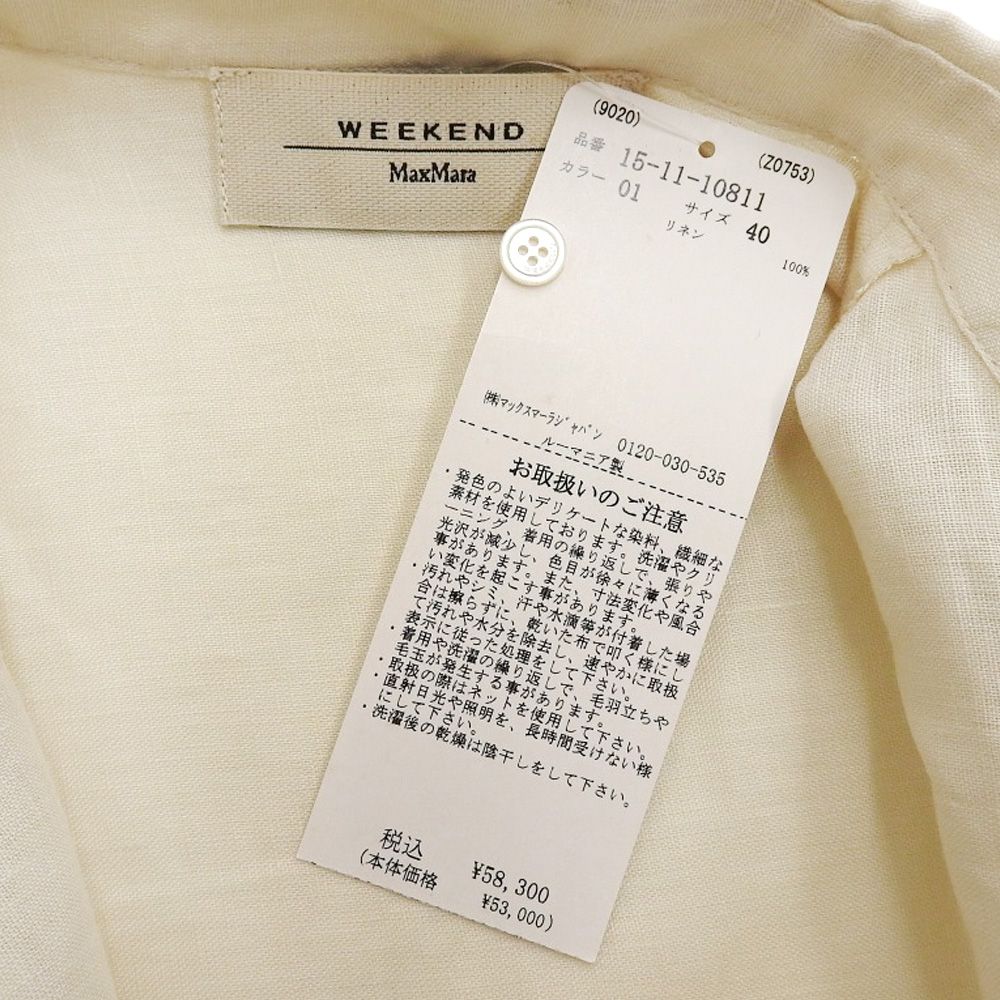 WEEKEND
MaxMara
(9020)
(Z0753)
品番 15-11-10811
カラー 01 サイズ 40
リネン
100%
㈱マックスマーラジャパン 0120-030-535
ルーマニア製
お取扱いのご注意
・発色のよいデリケートな染料、繊細な
素材を使用しております。洗濯やクリ
ーニング、着用の繰り返しで、張りや
光沢が減少し、色目が徐々に薄くなる
事があります。また、寸法変化や風合
い変化を起こす事があります。
・汚れやシミ、汗や水滴等が付着した場
合は擦らずに、乾いた布で叩く様にし
て汚れや水分を除去し、速やかに取扱
表示に従った処理をして下さい。
・着用や洗濯の繰り返しで、毛羽立ちや
毛玉が発生する事があります。
・取扱の際はネットを使用して下さい。
・直射日光や照明を、長時間受けない様
にして下さい。
・洗濯後の乾燥は陰干しをして下さい。
税込 ¥58,300
(本体価格 ¥53,000)